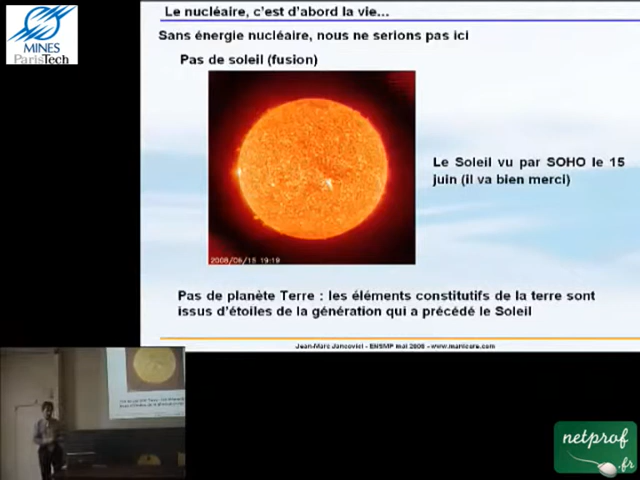 Le nucléaire, c'est d'abord la vie...
MINES
ParisTech
Sans énergie nucléaire, nous ne serions pas ici
Pas de soleil (fusion)
Le Soleil vu par SOHO le 15
juin (il va bien merci)
2008/06/15 19:19
Pas de planète Terre : les éléments constitutifs de la terre sont
issus d'étoiles de la génération qui a précédé le Soleil
Jean-Marc Jancovici - ENSMP mai 2008 - www.manicore.com
netprof
.fr